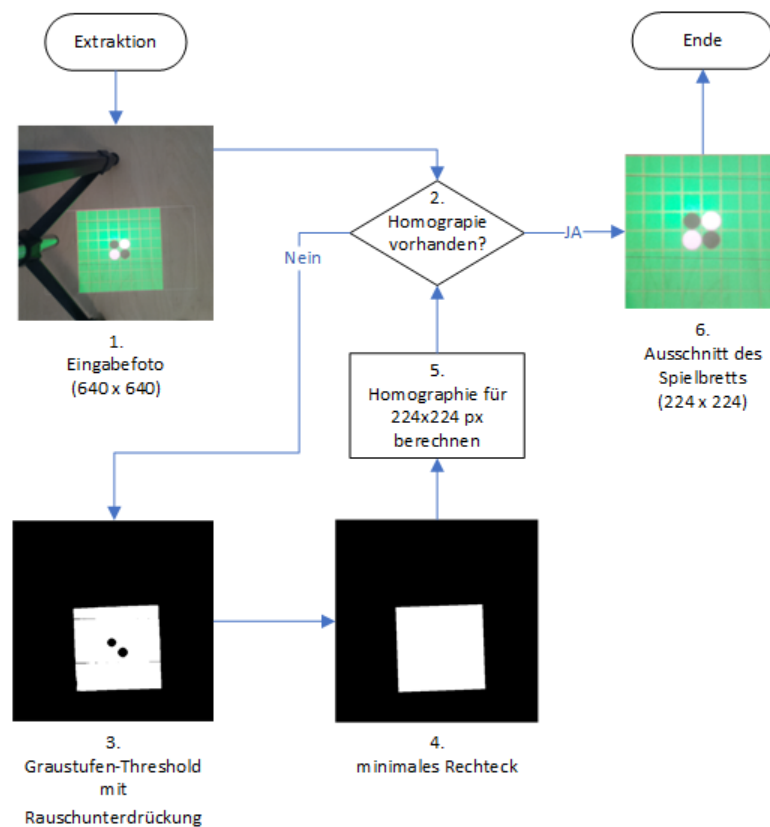 Extraktion
Ende
1.
Eingabefoto
(640 x 640)
2.
Homograpie
vorhanden?
Nein
JA
3.
Graustufen-Threshold
mit
Rauschunterdrückung
4.
minimales Rechteck
5.
Homographie für
224x224 px
berechnen
6.
Ausschnitt des
Spielbretts
(224 x 224)